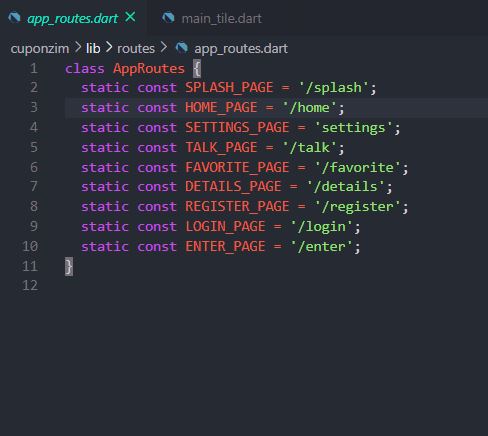 app_routes.dart × main_tile.dart
cuponzim > lib > routes > app_routes.dart
1 class AppRoutes {
2 static const SPLASH_PAGE = '/splash';
3 static const HOME_PAGE = '/home';
4 static const SETTINGS_PAGE = 'settings';
5 static const TALK_PAGE = '/talk';
6 static const FAVORITE_PAGE = '/favorite';
7 static const DETAILS_PAGE = '/details';
8 static const REGISTER_PAGE = '/register';
9 static const LOGIN_PAGE = '/login';
10 static const ENTER_PAGE = '/enter';
11 }
12